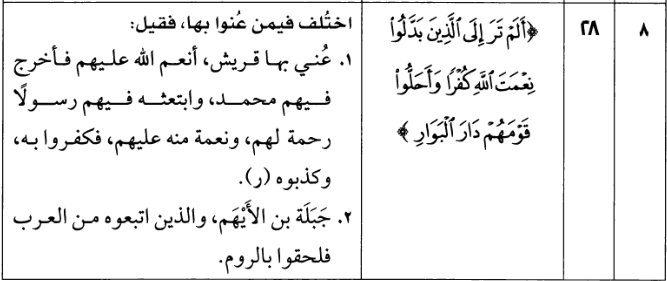 ٨
٢٨
﴿أَلَمْ تَرَ إِلَى ٱلَّذِينَ بَدَّلُواْ
نِعْمَتَ ٱللَّهِ كُفْرٗا وَأَحَلُّواْ
قَوْمَهُمْ دَارَ ٱلْبَوَارِ﴾
اختُلف فيمن عُنوا بها، فقيل:
١. عُني بها قريش، أنعم الله عليهم فأخرج
فيهم محمد، وابتعثه فيهم رسولًا
رحمة لهم، ونعمة منه عليهم، فكفروا به،
وكذبوه (ر).
٢. جَبَلَة بن الأَيْهَم، والذين اتبعوه من العرب
فلحقوا بالروم.